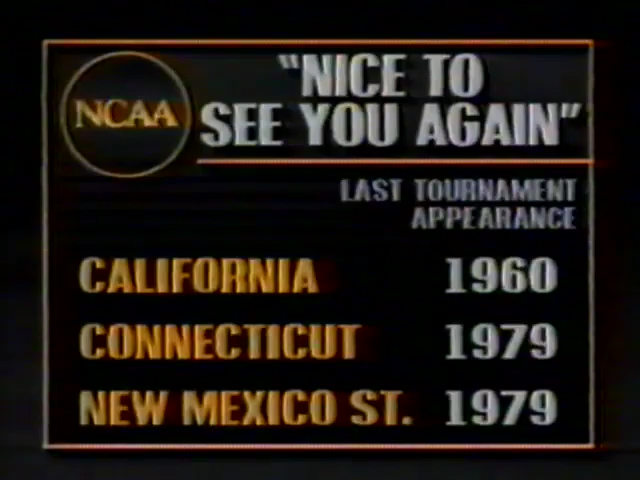 NCAA
“NICE TO
SEE YOU AGAIN”
LAST TOURNAMENT
APPEARANCE
CALIFORNIA 1960
CONNECTICUT 1979
NEW MEXICO ST. 1979